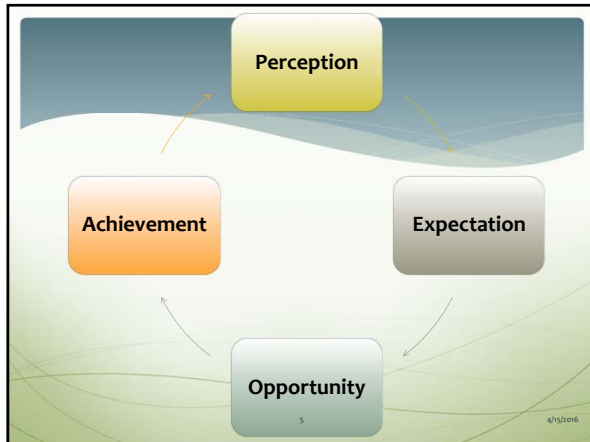 Perception
Achievement
Expectation
Opportunity
5
4/15/2016